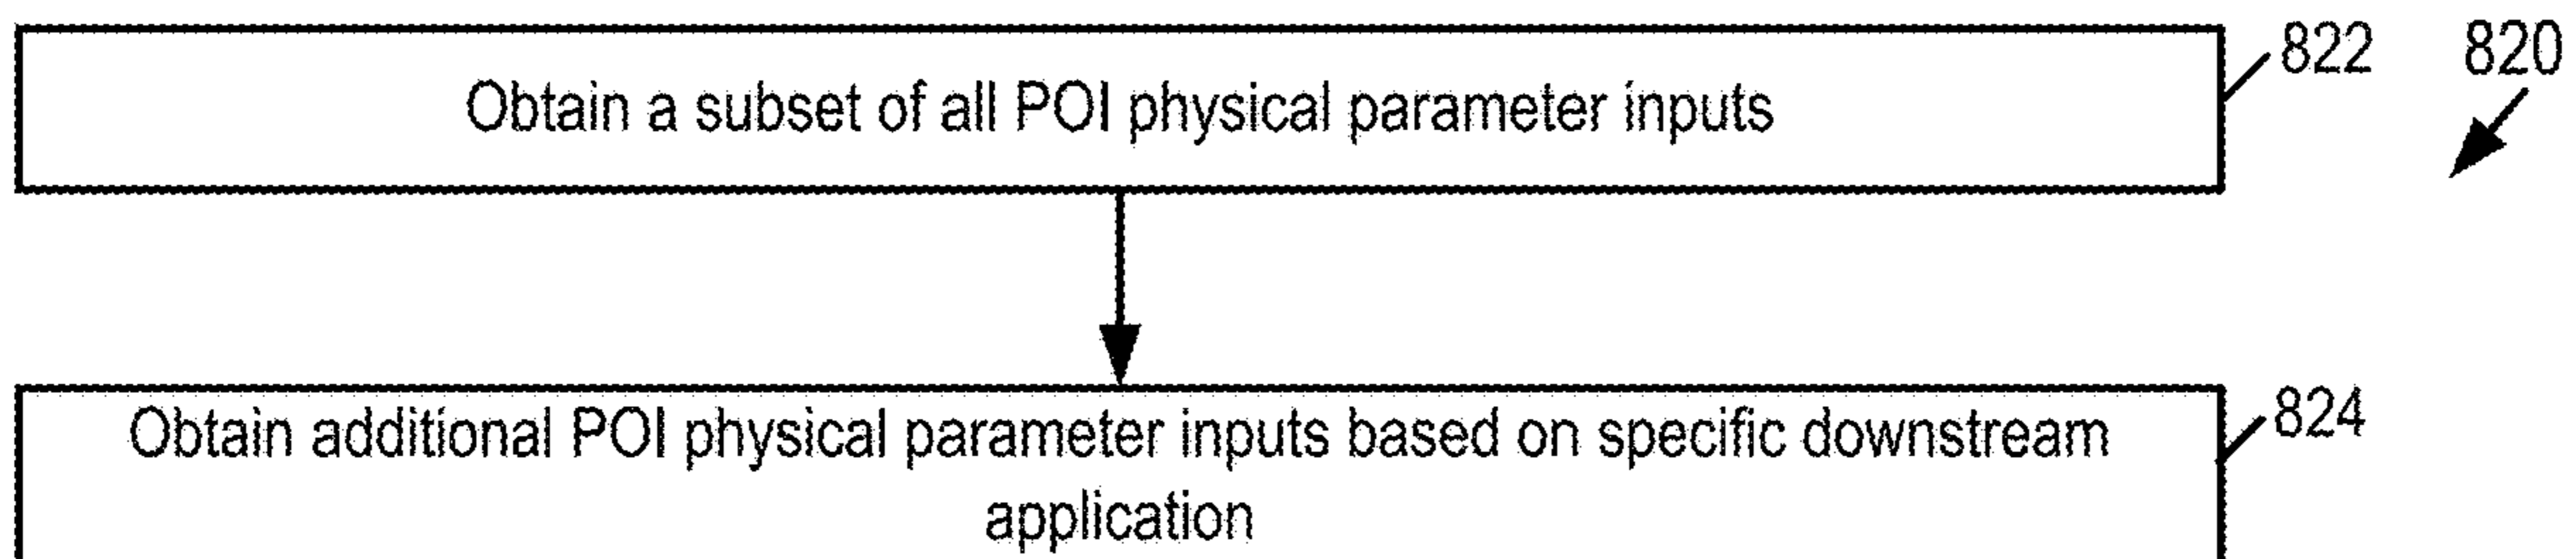 Obtain a subset of all POI physical parameter inputs
822
820
Obtain additional POI physical parameter inputs based on specific downstream
application
824